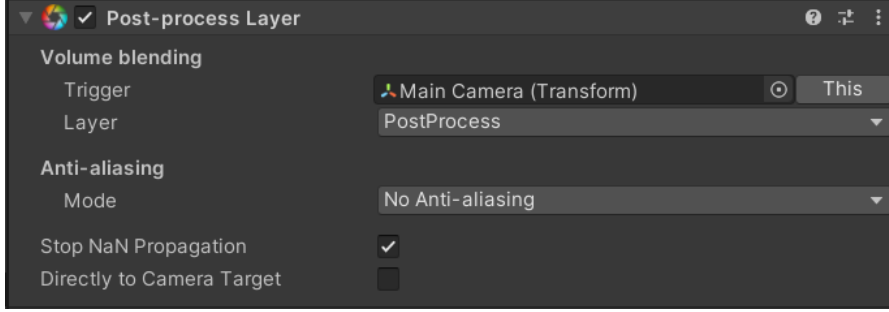 Post-process Layer
Volume blending
Trigger Main Camera (Transform) This
Layer PostProcess
Anti-aliasing
Mode No Anti-aliasing
Stop NaN Propagation
Directly to Camera Target